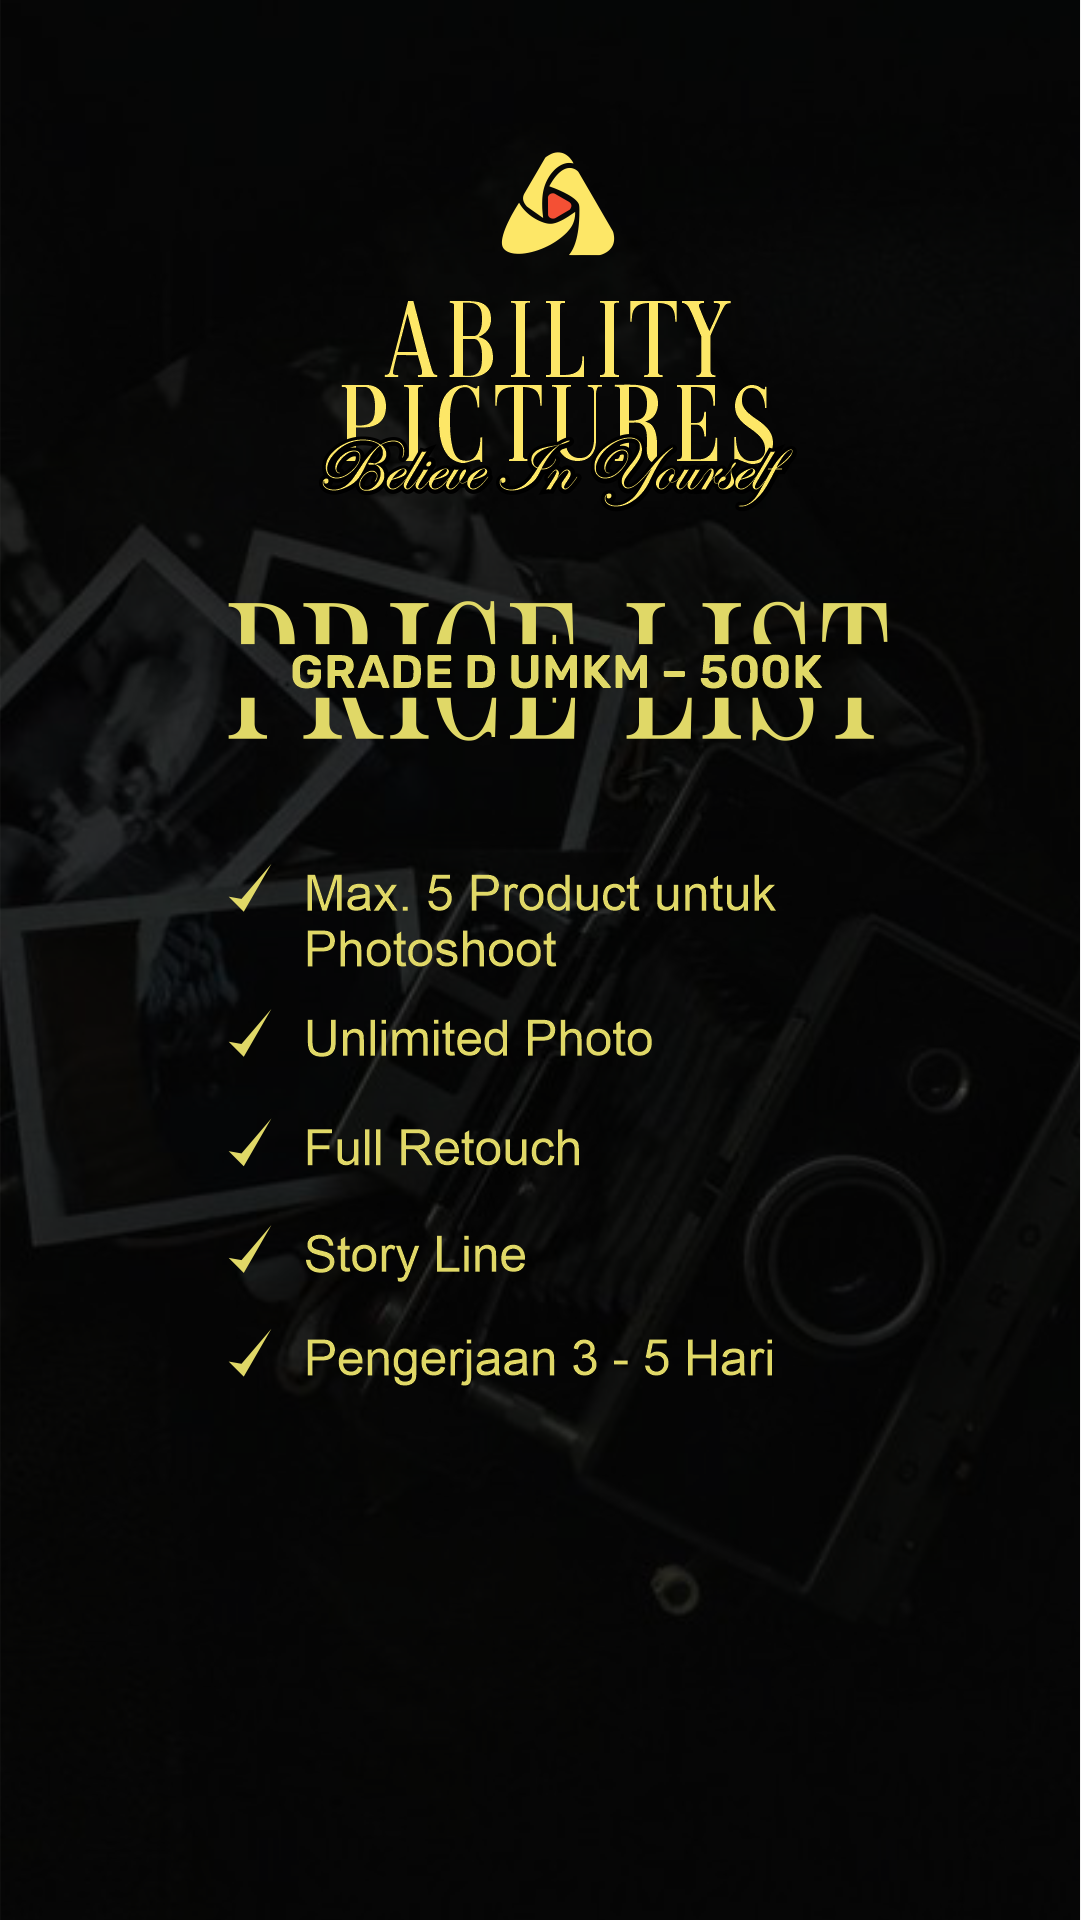 ABILITY
PICTURES
Believe In Yourself
PRICE LIST
GRADE D UMKM – 500K
Max. 5 Product untuk
Photoshoot
Unlimited Photo
Full Retouch
Story Line
Pengerjaan 3 - 5 Hari